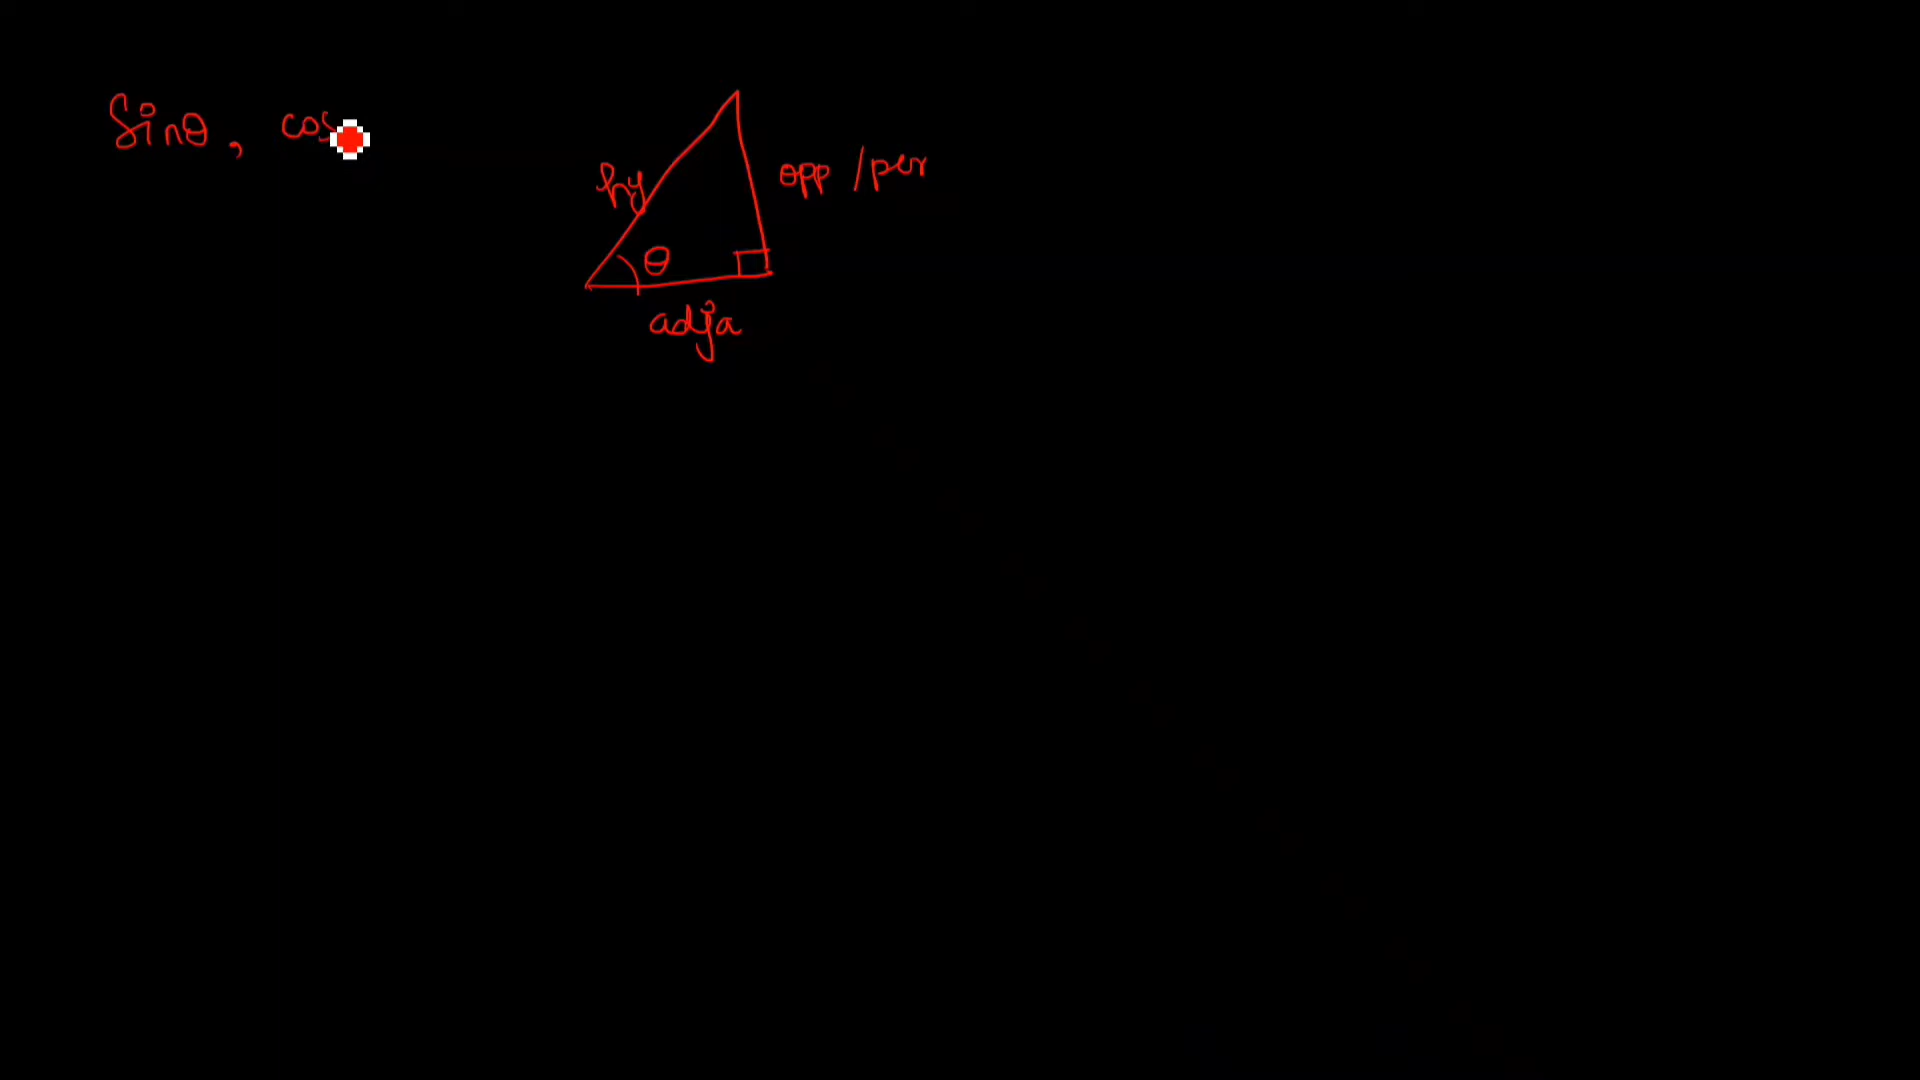 Sinθ, cos
hy
opp/per
θ
adja